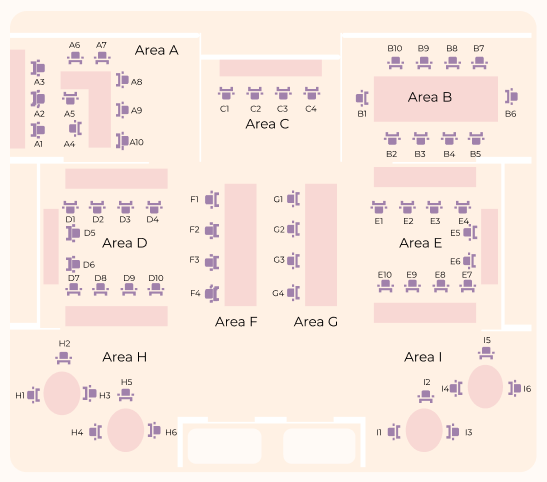 A6 A7
Area A
B10 B9 B8 B7
A3
A8
A2
A5
A9
A1
A4
A10
C1 C2 C3 C4
Area C
Area B
B1
B6
B2 B3 B4 B5
D1 D2 D3 D4
D5
Area D
D6
D7 D8 D9 D10
F1
F2
F3
F4
Area F
G1
G2
G3
G4
Area G
E1 E2 E3 E4
E5
Area E
E6
E10 E9 E8 E7
Area H
H2
H1
H3
H5
H4
H6
Area I
I5
I2
I4
I6
I1
I3